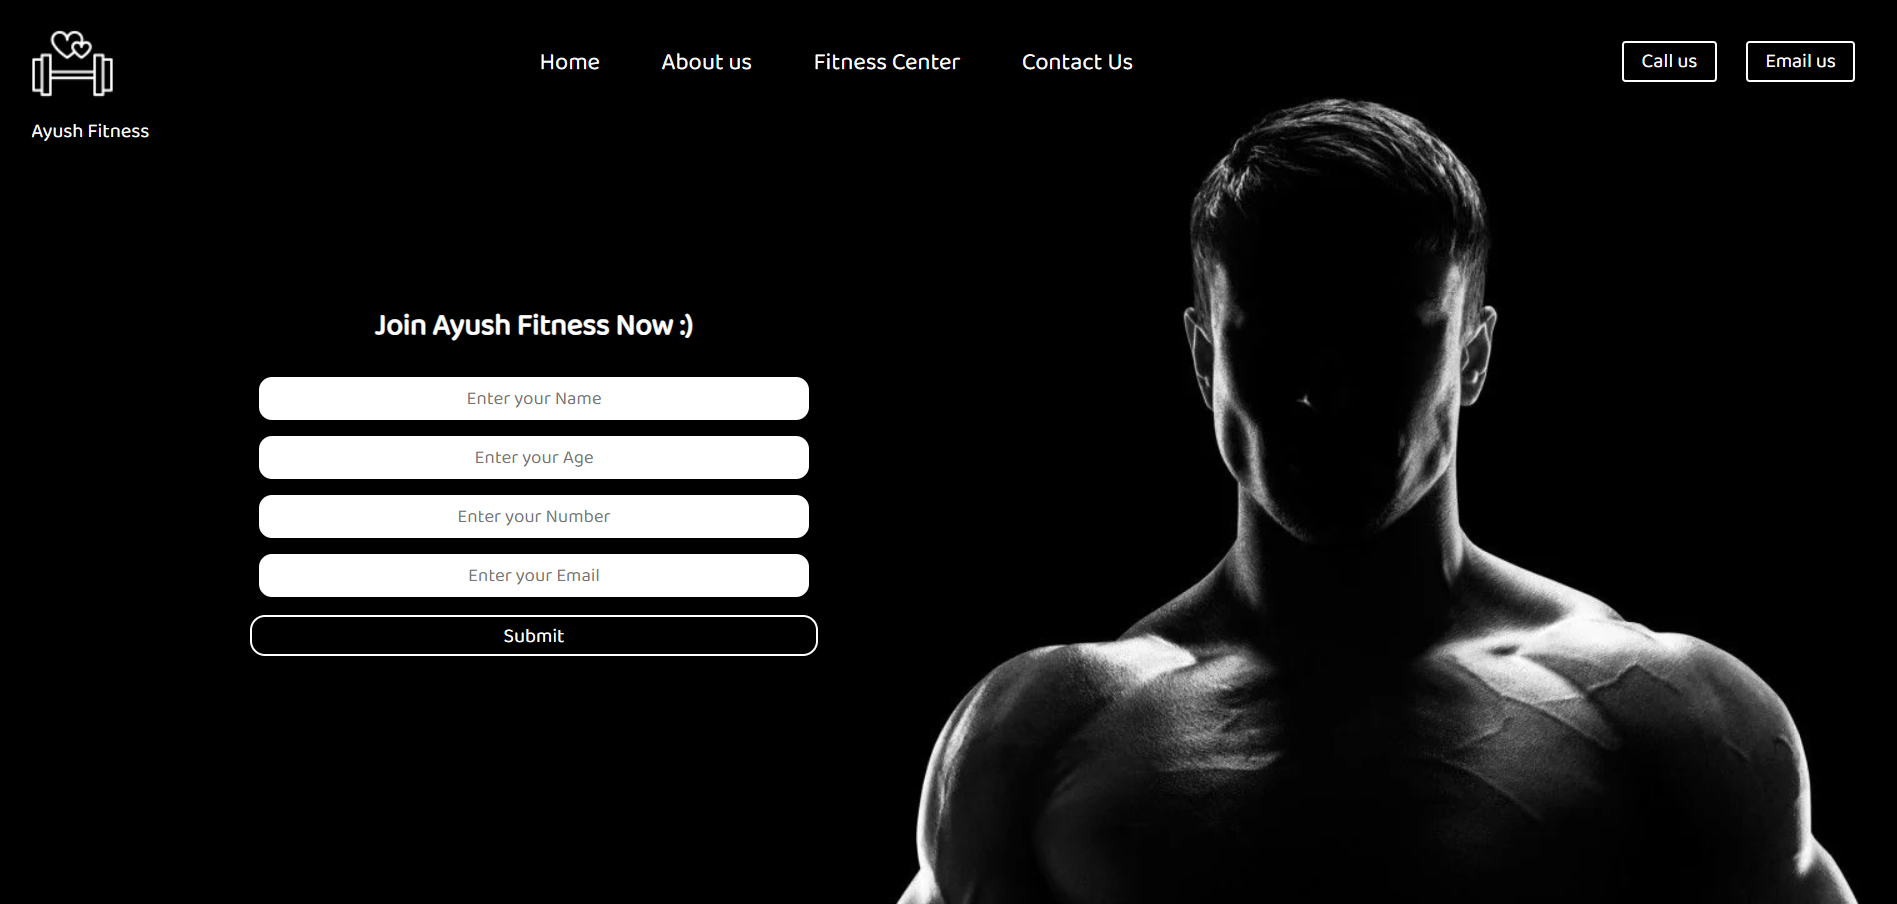 Home
About us
Fitness Center
Contact Us
Call us
Email us
Ayush Fitness
Join Ayush Fitness Now :)
Enter your Name
Enter your Age
Enter your Number
Enter your Email
Submit